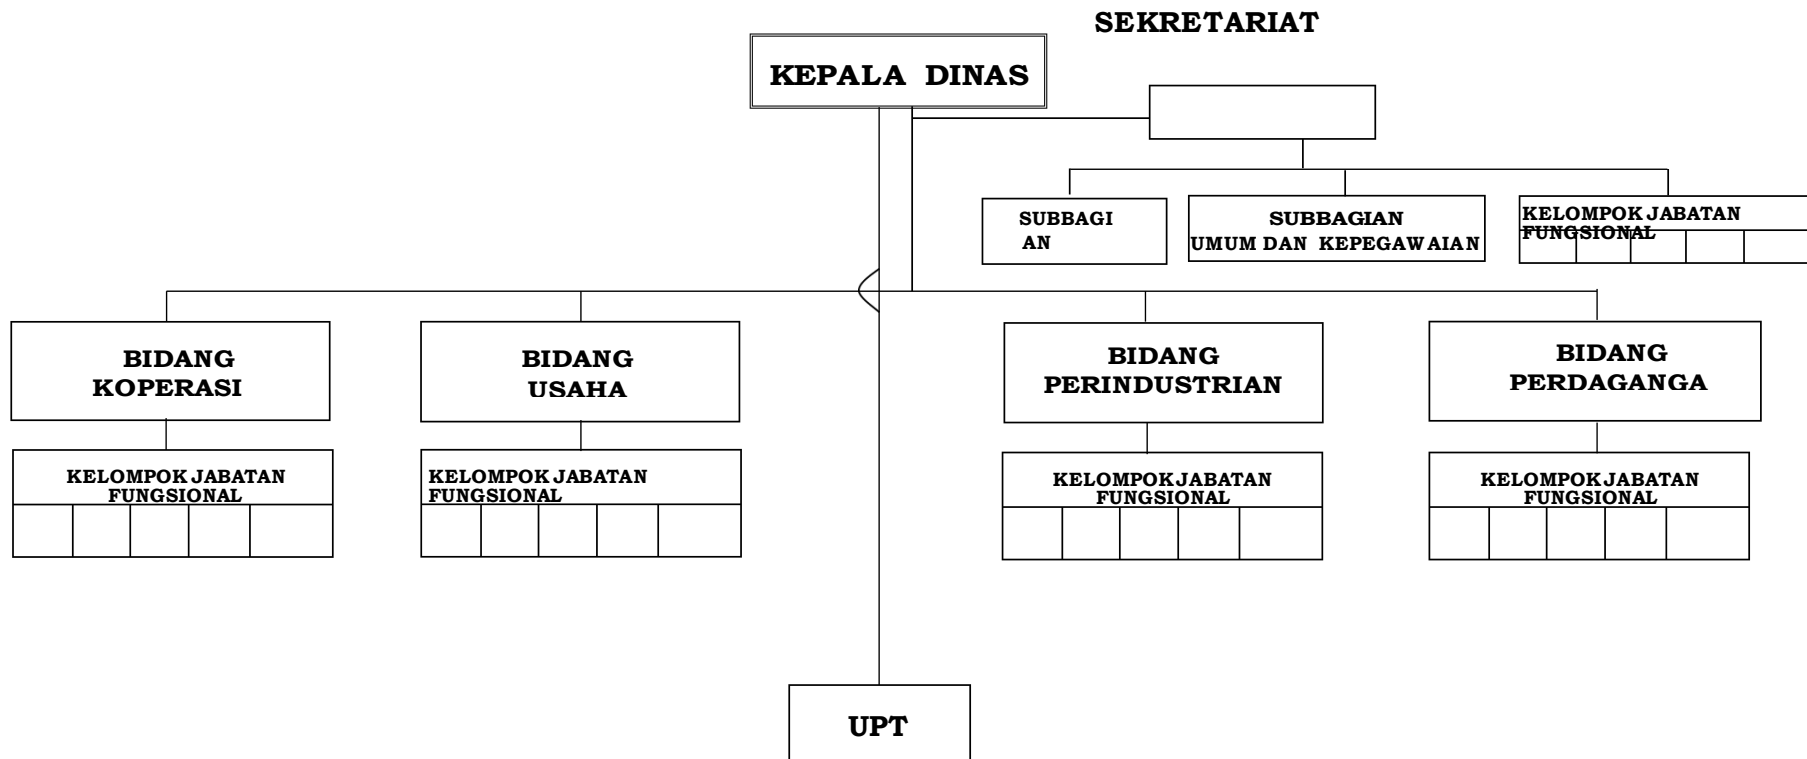 SEKRETARIAT
KEPALA DINAS
SUBBAGI
AN
SUBBAGIAN
UMUM DAN KEPEGAWAIAN
KELOMPOK JABATAN
FUNGSIONAL
BIDANG
KOPERASI
BIDANG
USAHA
BIDANG
PERINDUSTRIAN
BIDANG
PERDAGANGA
KELOMPOK JABATAN
FUNGSIONAL
KELOMPOK JABATAN
FUNGSIONAL
KELOMPOK JABATAN
FUNGSIONAL
KELOMPOK JABATAN
FUNGSIONAL
UPT